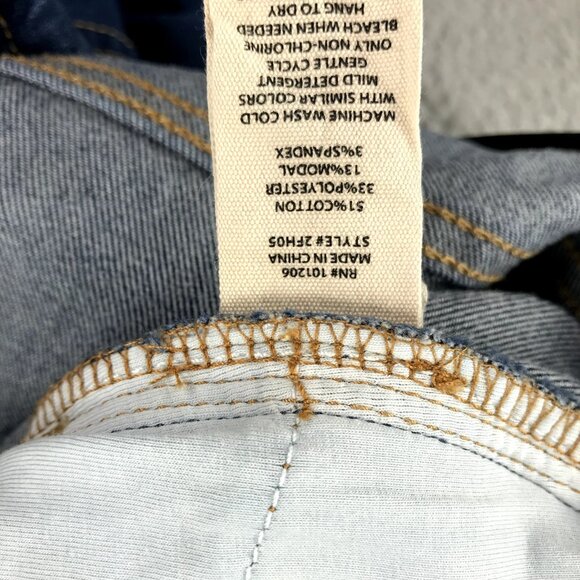 RN# 101206
MADE IN CHINA
STYLE# 2FH05
51%COTTON
33%POLYESTER
13%MODAL
3%SPANDEX
MACHINE WASH COLD
WITH SIMILAR COLORS
MILD DETERGENT
GENTLE CYCLE
ONLY NON-CHLORINE
BLEACH WHEN NEEDED
HANG TO DRY